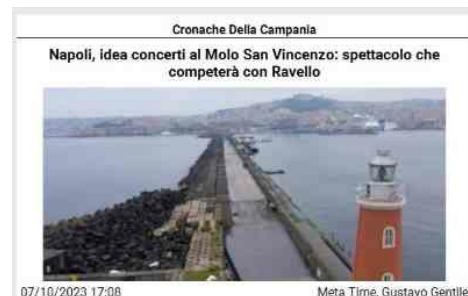 Cronache Della Campania
Napoli, idea concerti al Molo San Vincenzo: spettacolo che
competerà con Ravello
07/10/2023 17:08
Meta Time, Gustavo Gentile